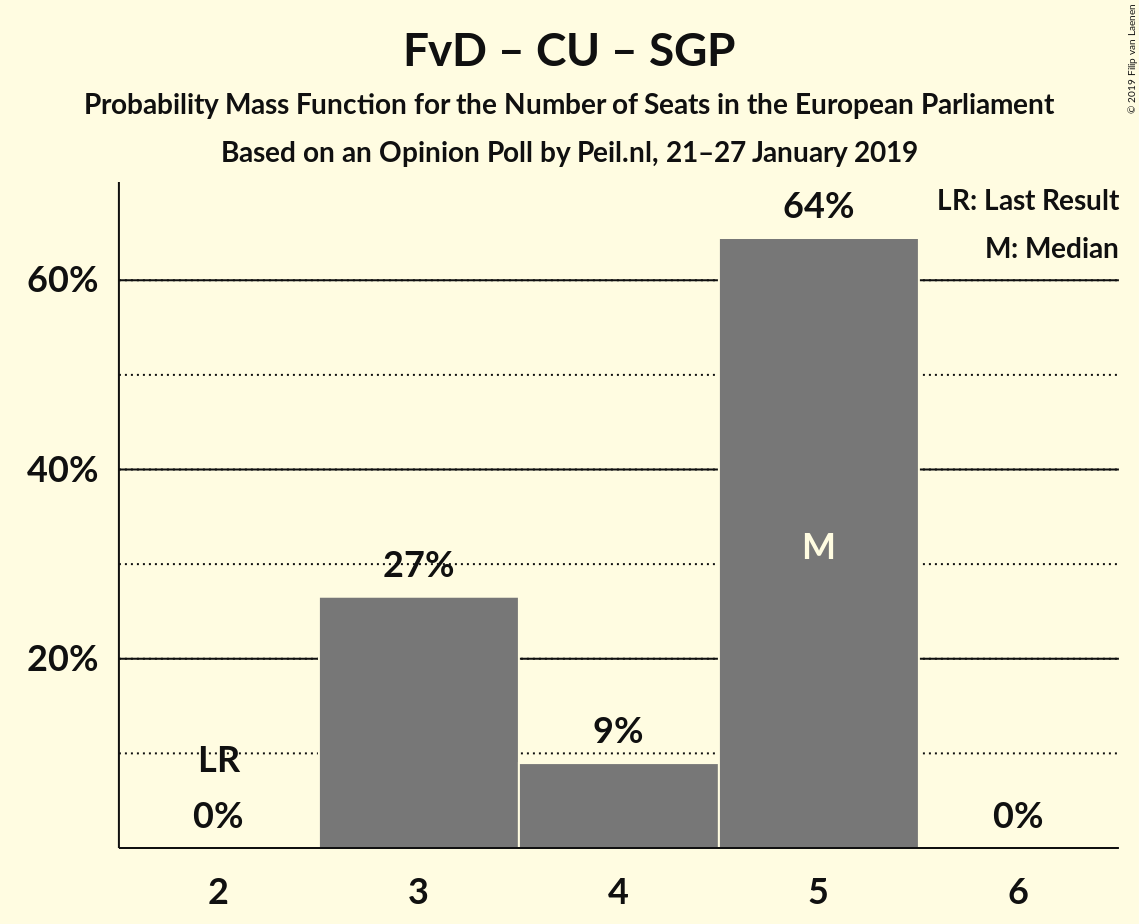 FvD – CU – SGP
Probability Mass Function for the Number of Seats in the European Parliament
Based on an Opinion Poll by Peil.nl, 21–27 January 2019
© 2019 Filip van Laenen
LR: Last Result
M: Median
64%
60%
40%
M
27%
20%
9%
LR
0%
0%
2
3
4
5
6